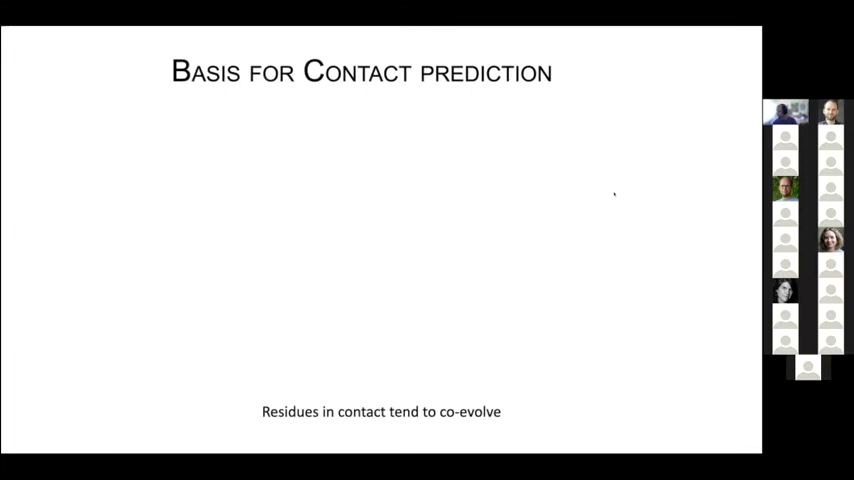 Basis for Contact prediction
Residues in contact tend to co-evolve